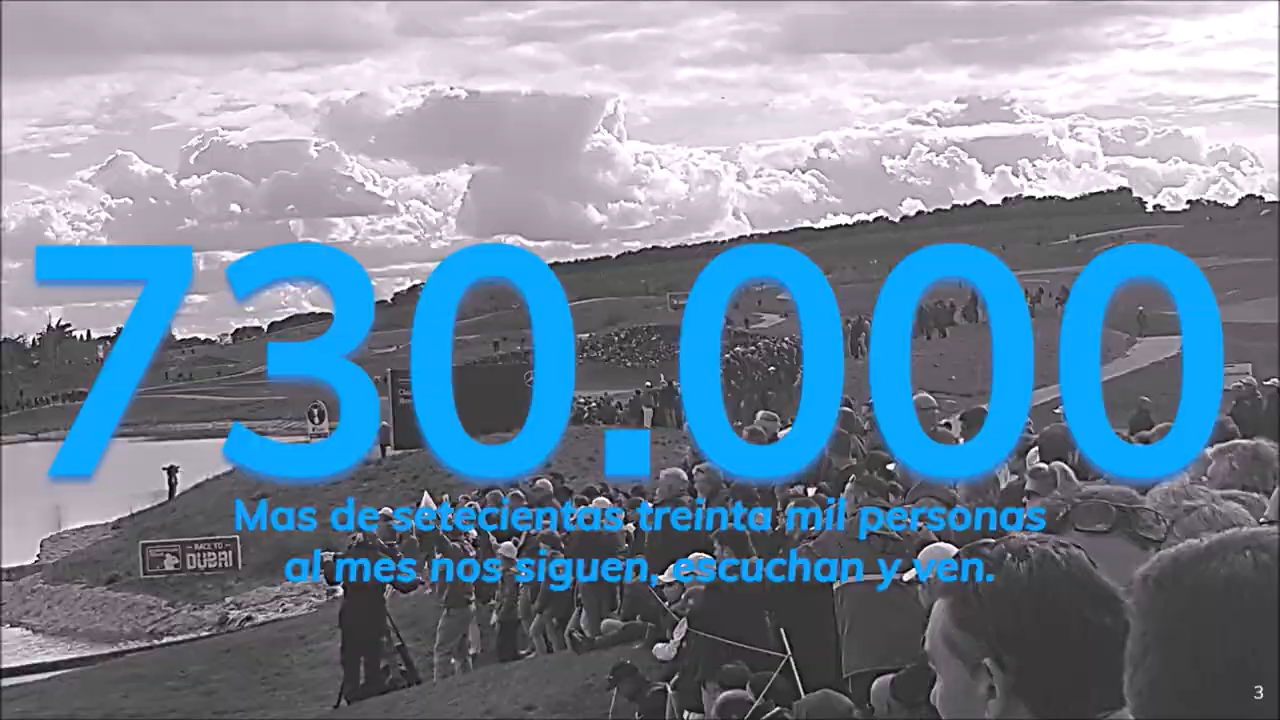 730.000
Mas de setecientas treinta mil personas
al mes nos siguen, escuchan y ven.
RACE TO
DUBAI
3